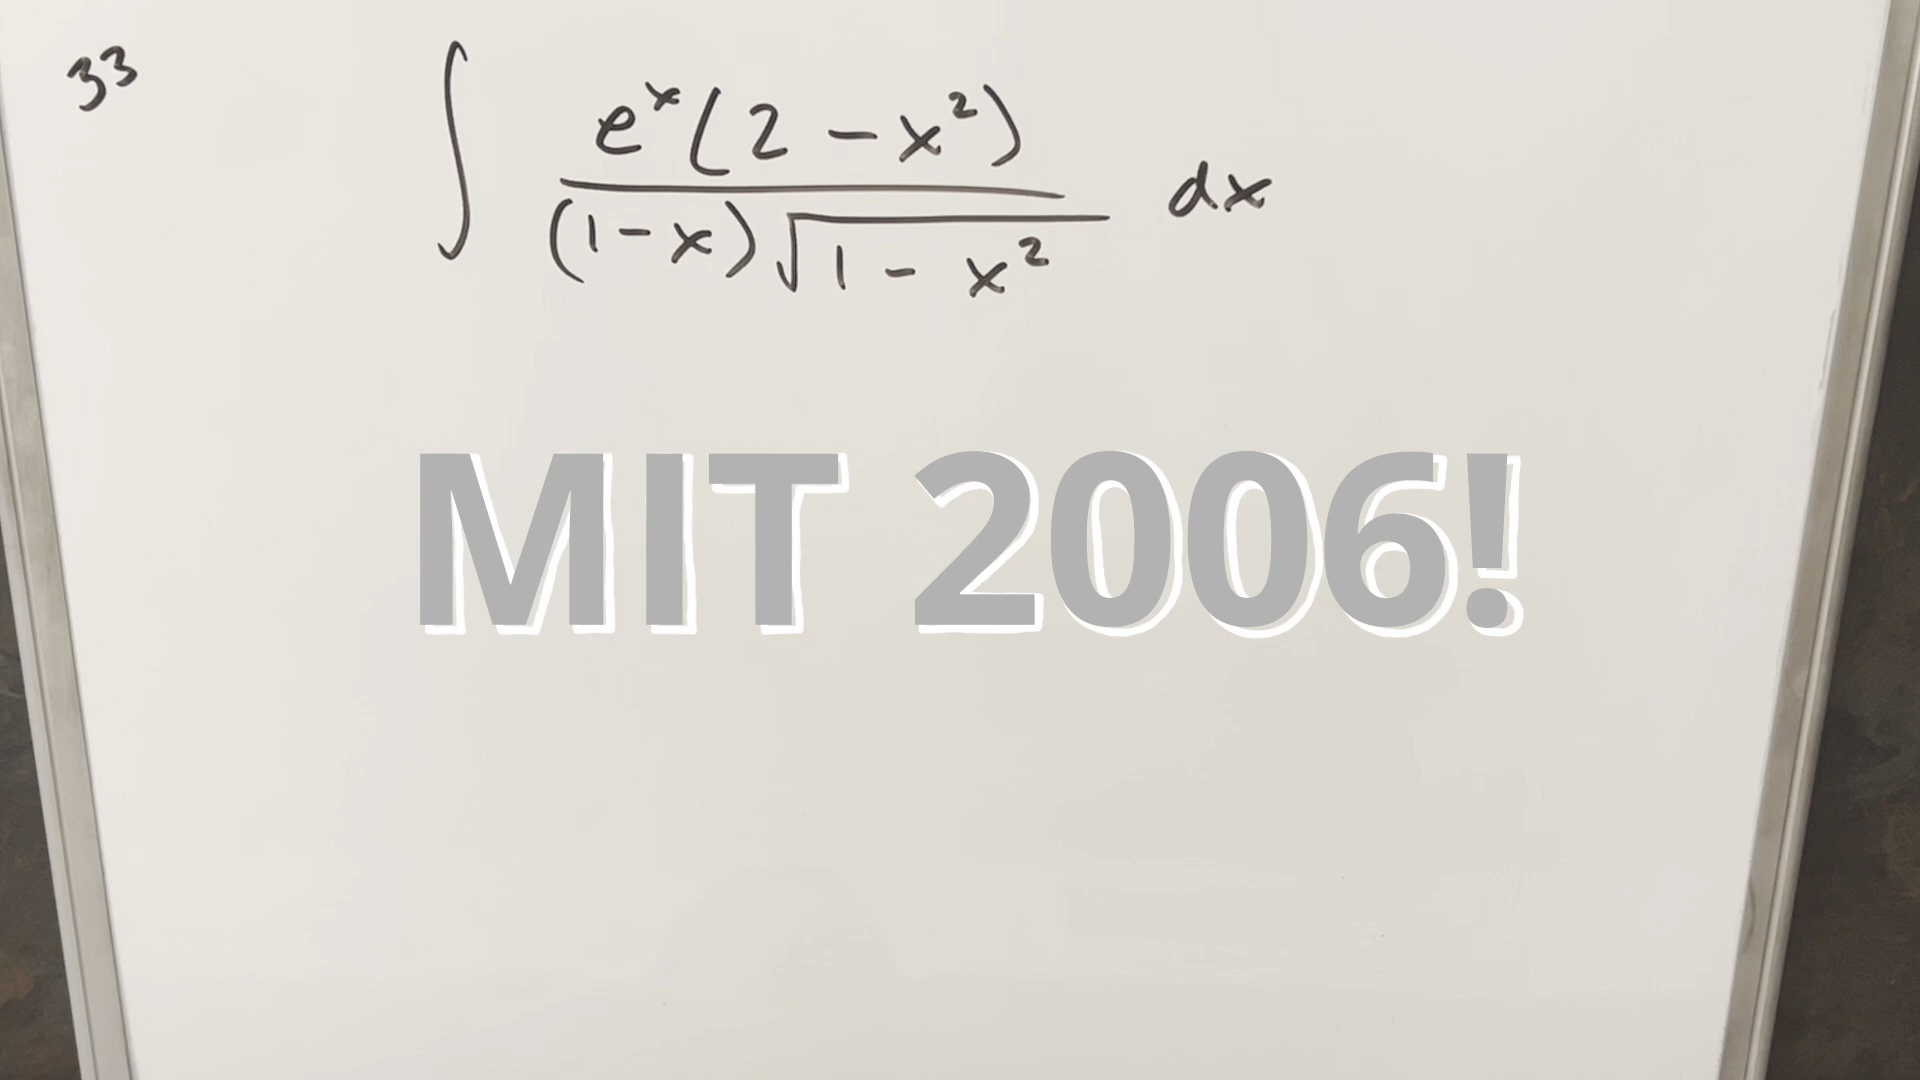 33
∫ e^x(2 - x²) / (1-x)√(1 - x²) dx
MIT 2006!